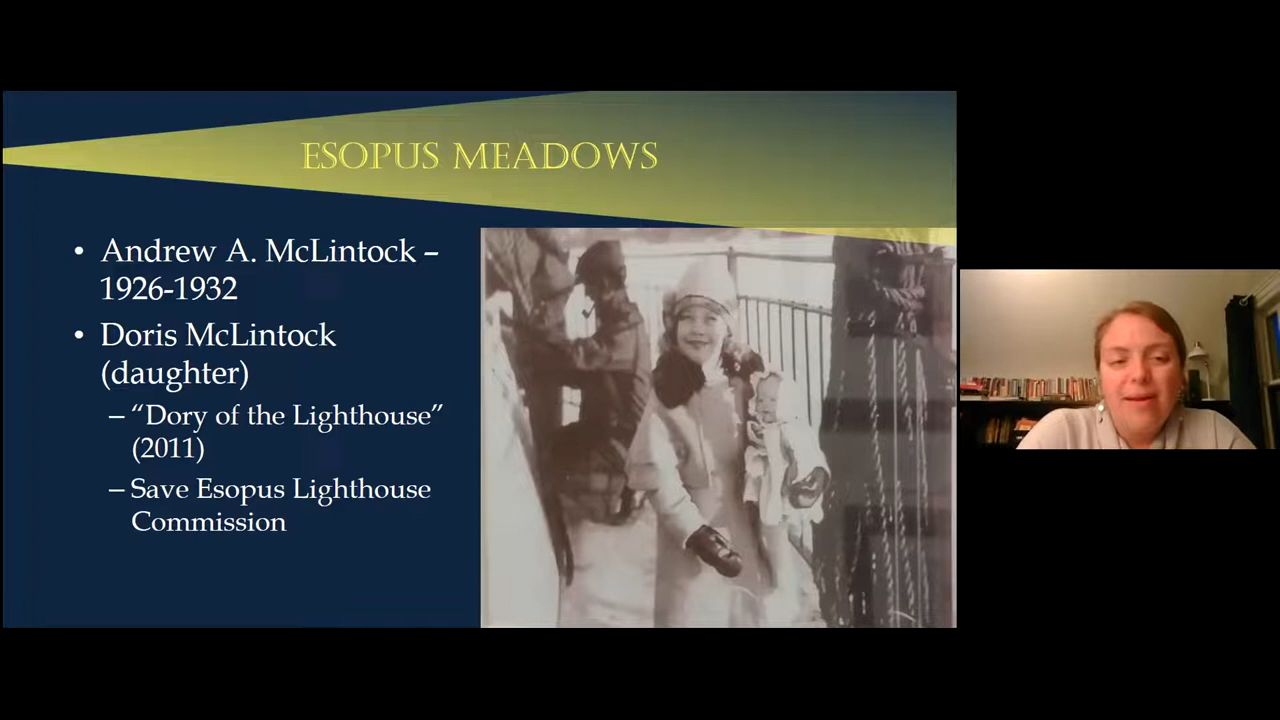 ESOPUS MEADOWS
• Andrew A. McLintock –
1926-1932
• Doris McLintock
(daughter)
– “Dory of the Lighthouse”
(2011)
– Save Esopus Lighthouse
Commission